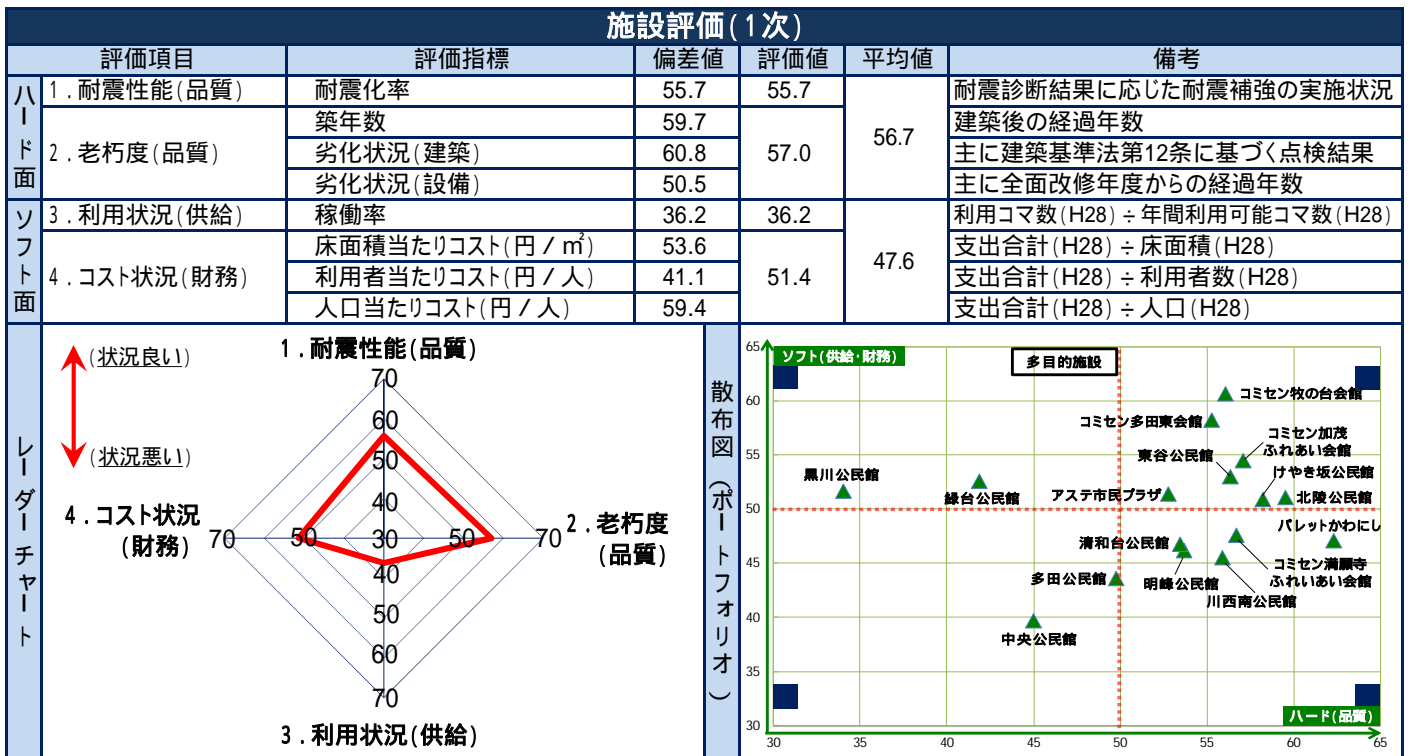 施設評価(1次)
評価項目 評価指標 偏差値 評価値 平均値 備考
ハード面
1.耐震性能(品質) 耐震化率 55.7 55.7 56.7 耐震診断結果に応じた耐震補強の実施状況
2.老朽度(品質) 築年数 59.7 57.0 建築後の経過年数
劣化状況(建築) 60.8 主に建築基準法第12条に基づく点検結果
劣化状況(設備) 50.5 主に全面改修年度からの経過年数
ソフト面
3.利用状況(供給) 稼働率 36.2 36.2 47.6 利用コマ数(H28)÷年間利用可能コマ数(H28)
4.コスト状況(財務) 床面積当たりコスト(円/㎡) 53.6 51.4 支出合計(H28)÷床面積(H28)
利用者当たりコスト(円/人) 41.1 支出合計(H28)÷利用者数(H28)
人口当たりコスト(円/人) 59.4 支出合計(H28)÷人口(H28)
レーダーチャート
(状況良い)
(状況悪い)
1.耐震性能(品質)
70
60
50
40
4.コスト状況
(財務)
70 50 30 50 70
2.老朽度
(品質)
40
50
60
70
3.利用状況(供給)
散布図(ポートフォリオ)
ソフト(供給・財務)
多目的施設
65
60
55
50
45
40
35
30
コミセン牧の台会館
コミセン多田東会館
コミセン加茂
ふれあい会館
東谷公民館
けやき坂公民館
黒川公民館
緑台公民館
アステ市民プラザ
北陵公民館
パレットかわにし
清和台公民館
コミセン満願寺
ふれいあい会館
多田公民館
明峰公民館
川西南公民館
中央公民館
ハード(品質)
30 35 40 45 50 55 60 65